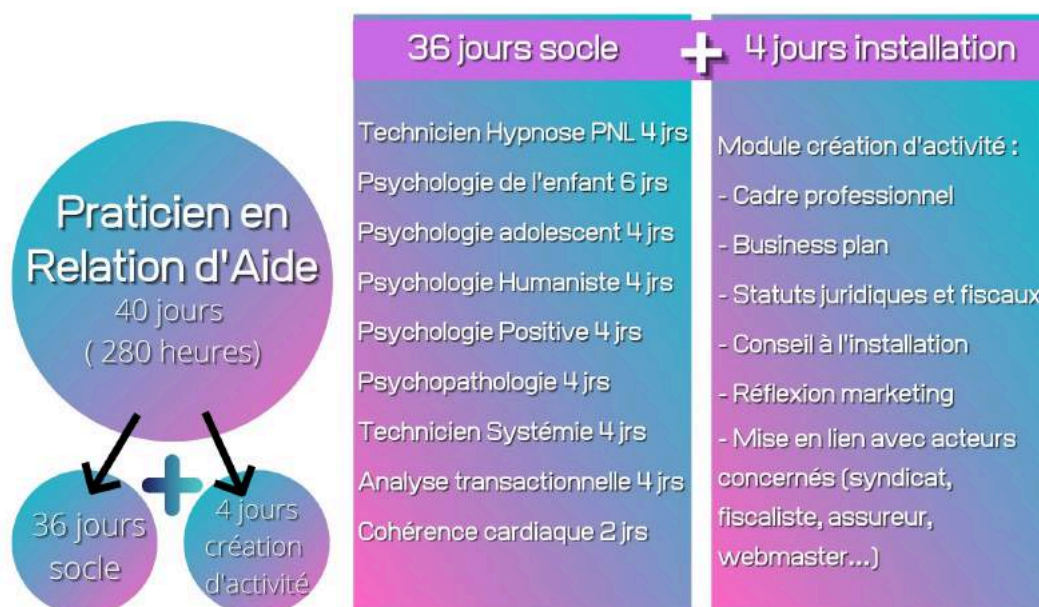 Praticien en
Relation d'Aide
40 jours
( 280 heures)
36 jours
socle
4 jours
création
d'activité
36 jours socle
Technicien Hypnose PNL 4 jrs
Psychologie de l'enfant 6 jrs
Psychologie adolescent 4 jrs
Psychologie Humaniste 4 jrs
Psychologie Positive 4 jrs
Psychopathologie 4 jrs
Technicien Systémie 4 jrs
Analyse transactionnelle 4 jrs
Cohérence cardiaque 2 jrs
+
4 jours installation
Module création d'activité :
- Cadre professionnel
- Business plan
- Statuts juridiques et fiscaux
- Conseil à l'installation
- Réflexion marketing
- Mise en lien avec acteurs
concernés (syndicat,
fiscaliste, assureur,
webmaster...)